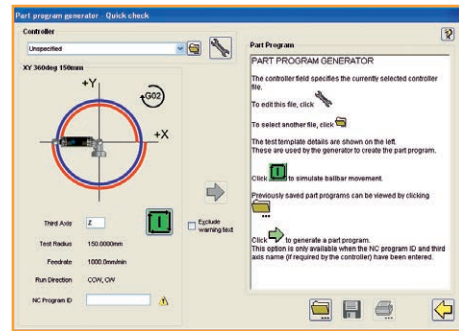 Part program generator - Quick check
Controller
Unspecified
XY 360deg 150mm
+Y
G02
+X
Third Axis
Z
Exclude
warning text
Test Radius
150.0000mm
Feedrate
1000.0mm/min
Run Direction
CCW, CW
NC Program ID
Part Program
PART PROGRAM GENERATOR
The controller field specifies the currently selected controller
file.
To edit this file, click
To select another file, click
The test template details are shown on the left.
These are used by the generator to create the part program.
Click to simulate ballbar movement.
Previously saved part programs can be viewed by clicking
Click to generate a part program.
This option is only available when the NC program ID and third
axis name (if required by the controller) have been entered.